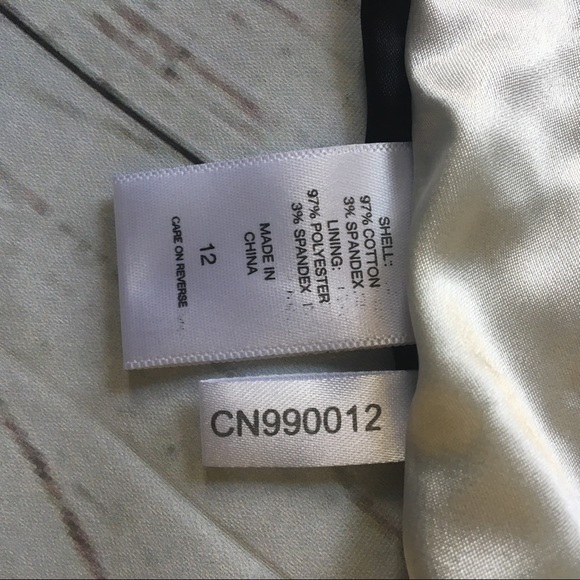 SHELL:
97% COTTON
3% SPANDEX
LINING:
97% POLYESTER
3% SPANDEX
MADE IN
CHINA
12
CARE ON REVERSE
CN990012